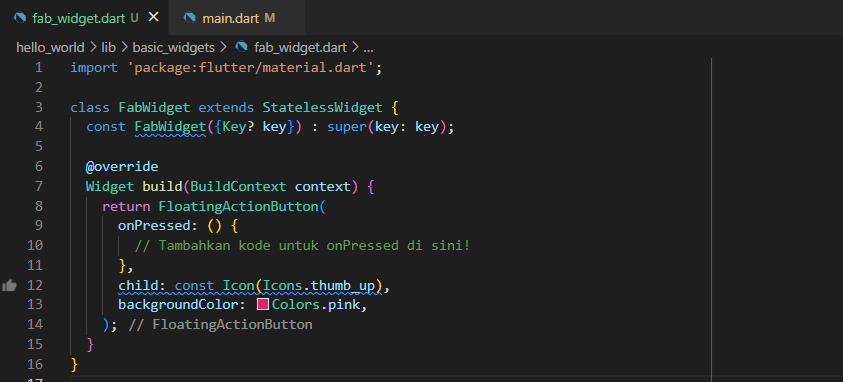 fab_widget.dart U × main.dart M
hello_world > lib > basic_widgets > fab_widget.dart > ...
1 import 'package:flutter/material.dart';
2
3 class FabWidget extends StatelessWidget {
4 const FabWidget({Key? key}) : super(key: key);
5
6 @override
7 Widget build(BuildContext context) {
8 return FloatingActionButton(
9 onPressed: () {
10 // Tambahkan kode untuk onPressed di sini!
11 },
12 child: const Icon(Icons.thumb_up),
13 backgroundColor: Colors.pink,
14 ); // FloatingActionButton
15 }
16 }
17